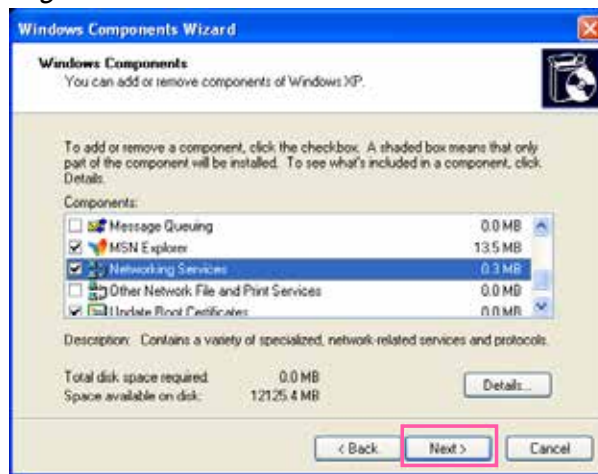 Windows Components Wizard
Windows Components
You can add or remove components of Windows XP.
To add or remove a component, click the checkbox. A shaded box means that only
part of the component will be installed. To see what's included in a component, click
Details.
Components:
Message Queuing 0.0 MB
MSN Explorer 13.5 MB
Networking Services 0.3 MB
Other Network File and Print Services 0.0 MB
Update Root Certificates 0.0 MB
Description: Contains a variety of specialized, network-related services and protocols.
Total disk space required: 0.0 MB
Details...
Space available on disk: 12125.4 MB
< Back Next > Cancel